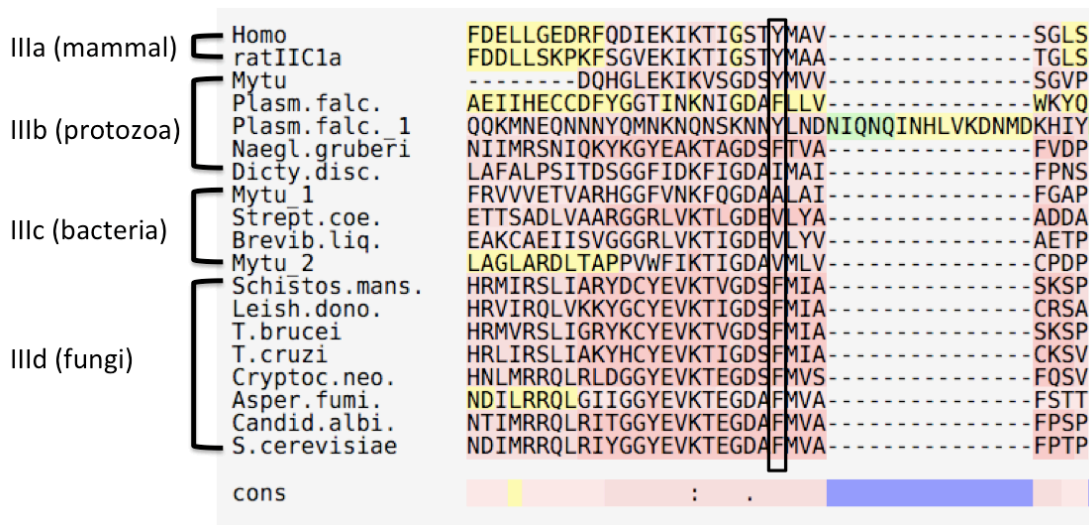 IIIa (mammal)
Homo FDELLGEDRFQDIEKIKTIGSTYMAV---------------SGLS
ratIIC1a FDDLLSKPKFSGVEKIKTIGSTYMAA---------------TGLS
IIIb (protozoa)
Mytu --------DQHGLEKIKVSGDSYMVV---------------SGVP
Plasm.falc. AEIIHECCDFYGGTINKNIGDAFLLV---------------WKYQ
Plasm.falc._1 QQKMNEQNNNYQMNKNQNSKNNYLNDNIQNQINHLVKDNMDKHIY
Naegl.gruberi NIIMRSNIQKYKGYEAKTAGDSFTVA---------------FVDP
Dicty.disc. LAFALPSITDSGGFIDKFIGDAIMAI---------------FPNS
IIIc (bacteria)
Mytu_1 FRVVVETVARHGGFVNKFQGDAALAI---------------FGAP
Strept.coe. ETTSADLVAARGGRLVKTLGDEVLYA---------------ADDA
Brevib.liq. EAKCAEIISVGGGRLVKTIGDEVLYV---------------AETP
Mytu_2 LAGLARDLTAPPVWFIKTIGDAVMLV---------------CPDP
IIId (fungi)
Schistos.mans. HRMIRSLIARYDCYEVKTVGDSFMIA---------------SKSP
Leish.dono. HRVIRQLVKKYGCYEVKTIGDSFMIA---------------CRSA
T.brucei HRMVRSLIGRYKCYEVKTVGDSFMIA---------------SKSP
T.cruzi HRLIRSLIAKYHCYEVKTIGDSFMIA---------------CKSV
Cryptoc.neo. HNLMRRQLRLDGGYEVKTEGDSFMVS---------------FQSV
Asper.fumi. NDILRRQLGIIGGYEVKTEGDAFMVA---------------FSTT
Candid.albi. NTIMRRQLRITGGYEVKTEGDAFMVA---------------FPSP
S.cerevisiae NDIMRRQLRIYGGYEVKTEGDAFMVA---------------FPTP
cons : .